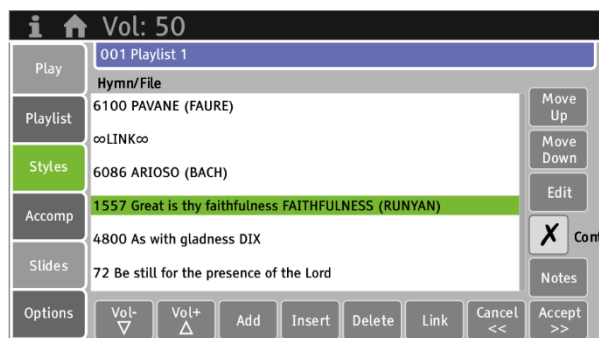 i Vol: 50
Play
001 Playlist 1
Hymn/File
Playlist
6100 PAVANE (FAURE)
∞LINK∞
Styles
6086 ARIOSO (BACH)
1557 Great is thy faithfulness FAITHFULNESS (RUNYAN)
Accomp
4800 As with gladness DIX
Slides
72 Be still for the presence of the Lord
Options
Move
Up
Move
Down
Edit
✗ Cont
Notes
Vol-
▽
Vol+
△
Add
Insert
Delete
Link
Cancel
<<
Accept
>>